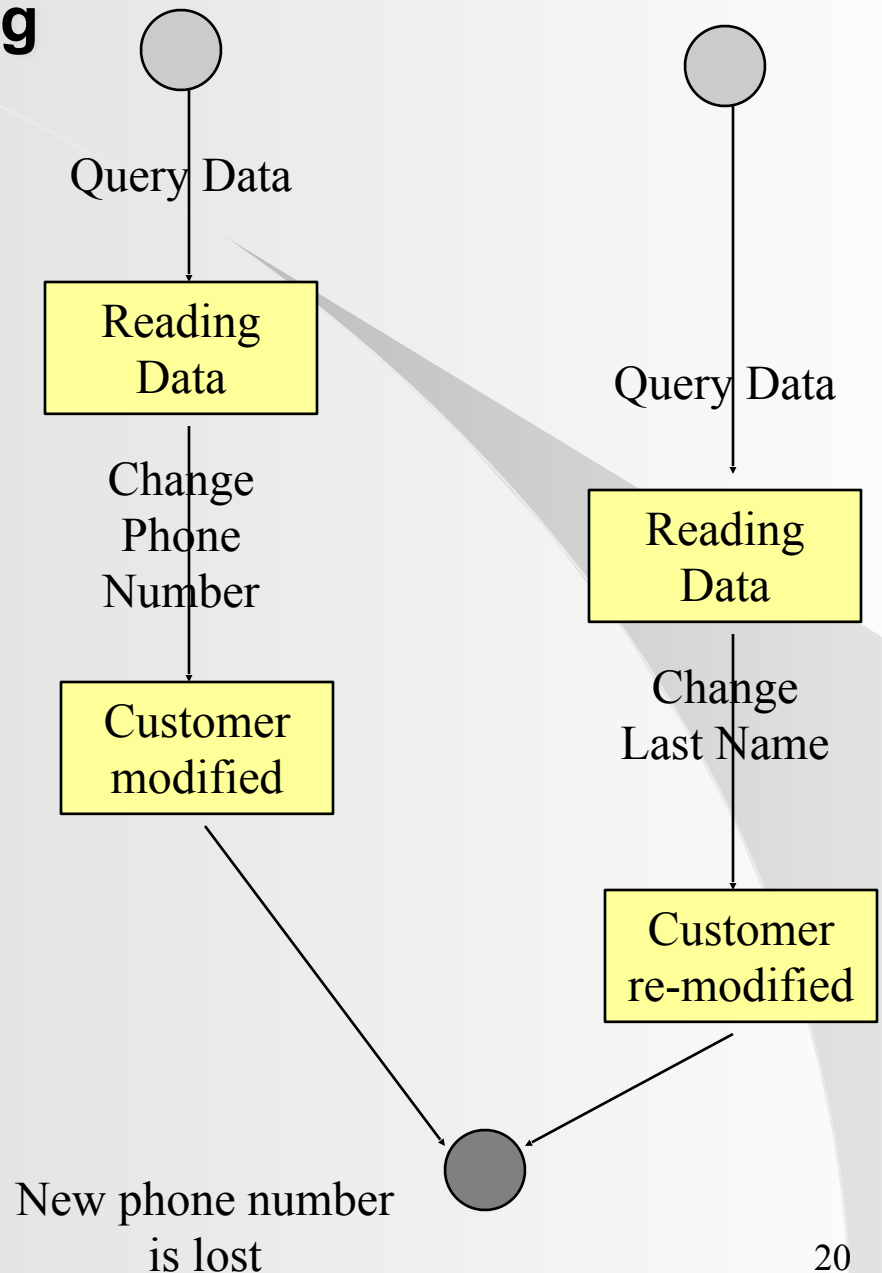 g
Query Data
Reading
Data
Change
Phone
Number
Customer
modified
Query Data
Reading
Data
Change
Last Name
Customer
re-modified
New phone number
is lost
20